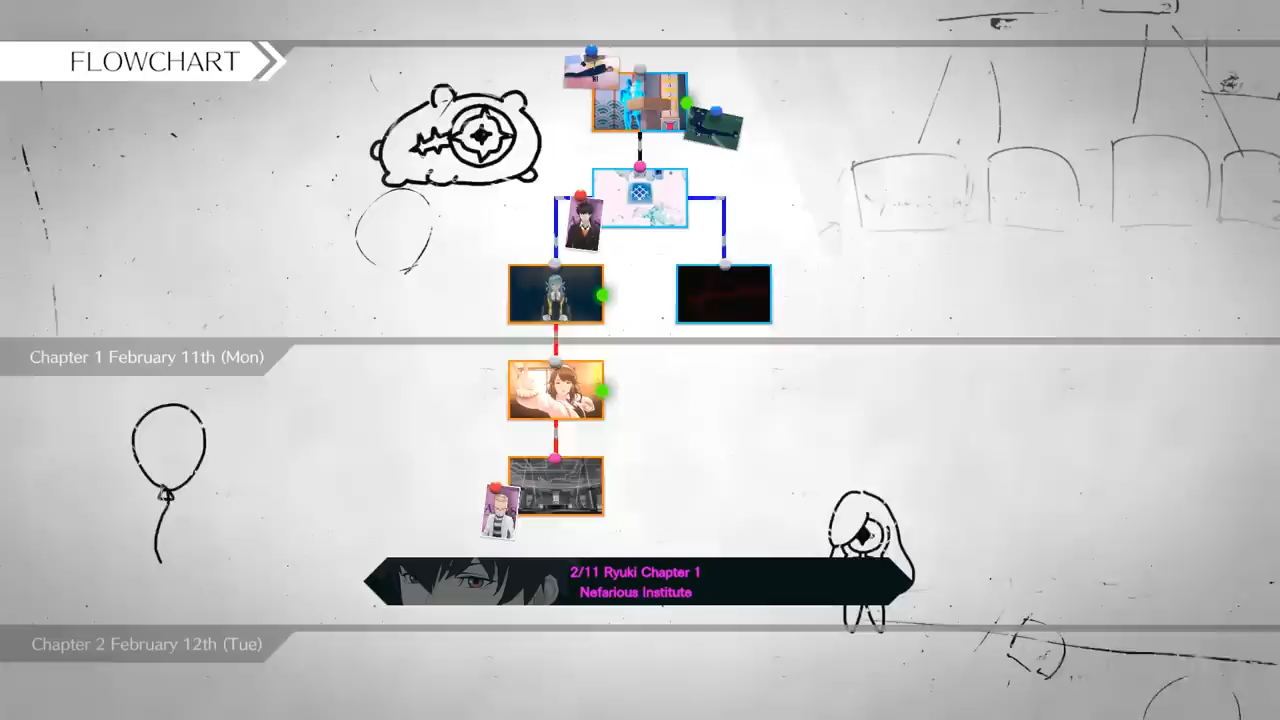 FLOWCHART
Chapter 1 February 11th (Mon)
2/11 Ryuki Chapter 1
Nefarious Institute
Chapter 2 February 12th (Tue)